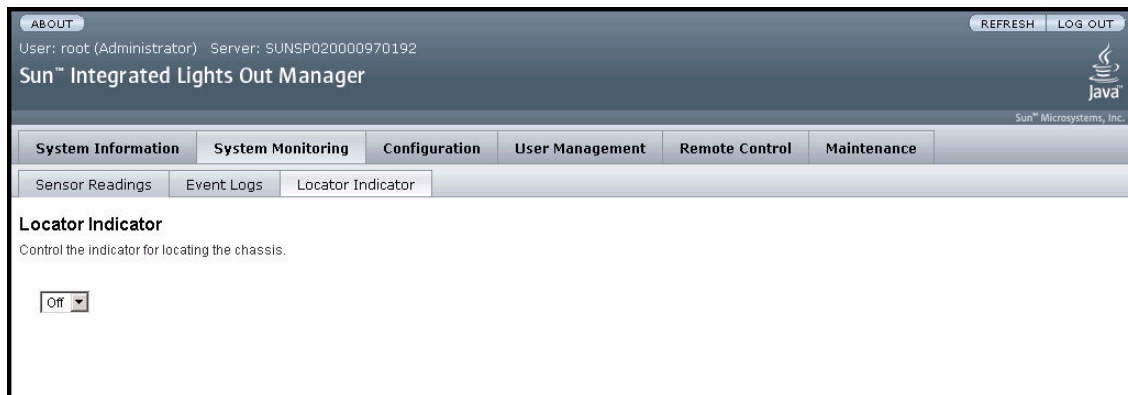 ABOUT
REFRESH LOG OUT
User: root (Administrator) Server: SUNSP020000970192
Sun™ Integrated Lights Out Manager
Java™
Sun™ Microsystems, Inc.
System Information System Monitoring Configuration User Management Remote Control Maintenance
Sensor Readings Event Logs Locator Indicator
Locator Indicator
Control the indicator for locating the chassis.
Off